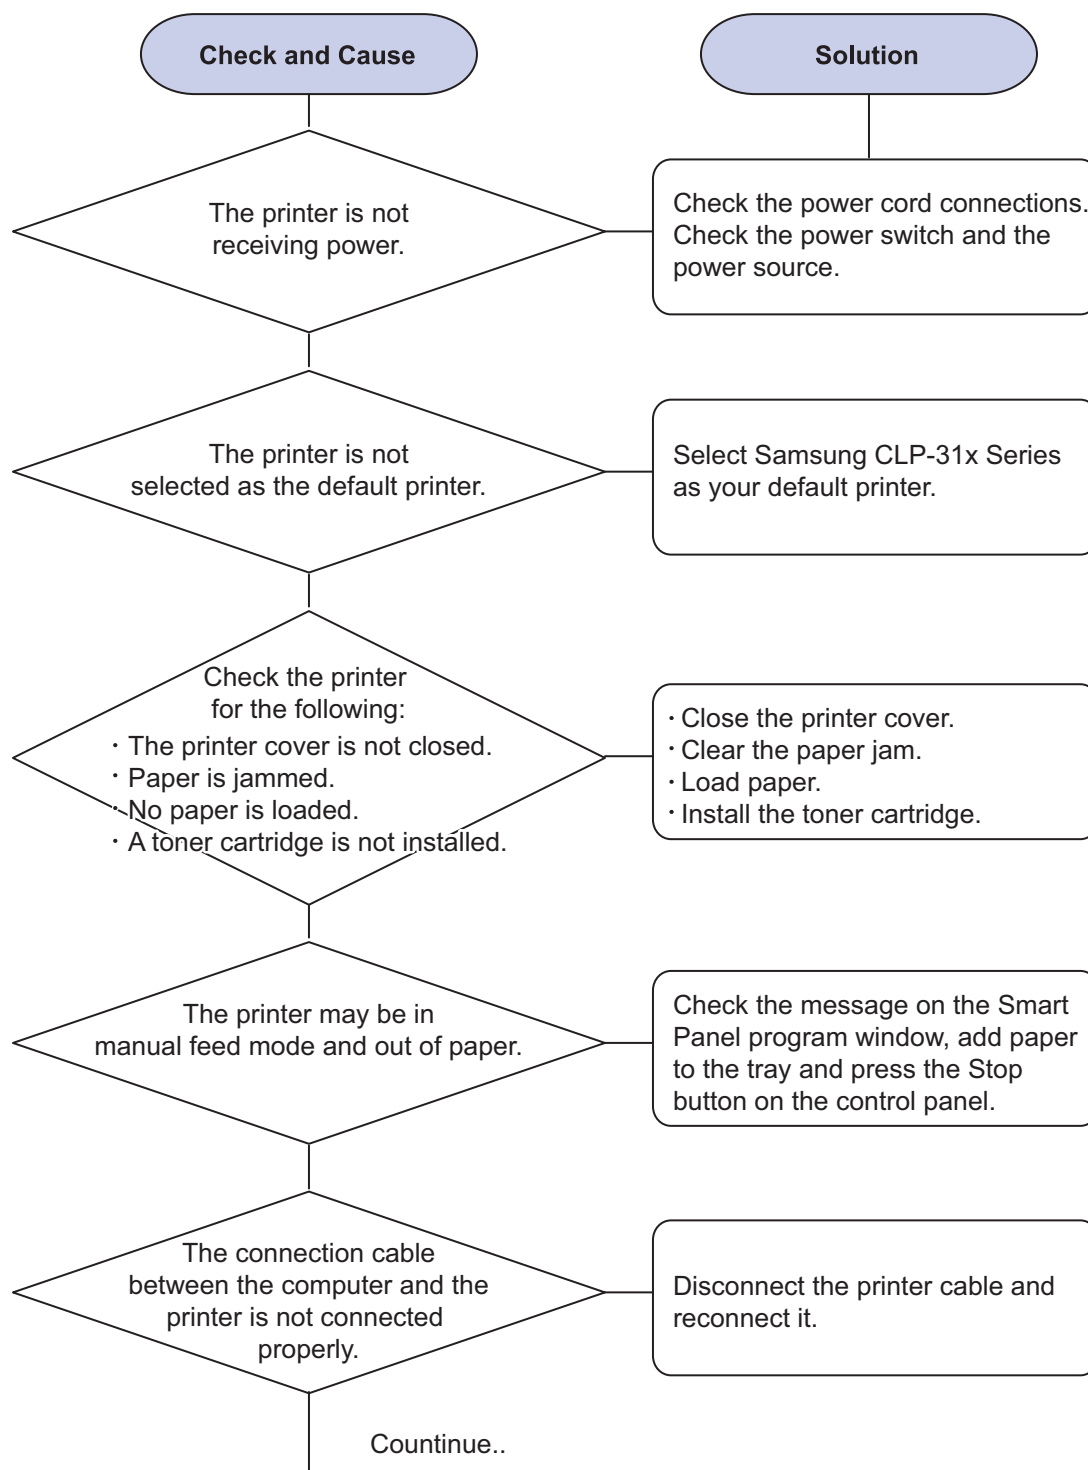 Check and Cause
Solution
The printer is not
receiving power.
Check the power cord connections.
Check the power switch and the
power source.
The printer is not
selected as the default printer.
Select Samsung CLP-31x Series
as your default printer.
Check the printer
for the following:
· The printer cover is not closed.
· Paper is jammed.
· No paper is loaded.
· A toner cartridge is not installed.
· Close the printer cover.
· Clear the paper jam.
· Load paper.
· Install the toner cartridge.
The printer may be in
manual feed mode and out of paper.
Check the message on the Smart
Panel program window, add paper
to the tray and press the Stop
button on the control panel.
The connection cable
between the computer and the
printer is not connected
properly.
Disconnect the printer cable and
reconnect it.
Countinue..